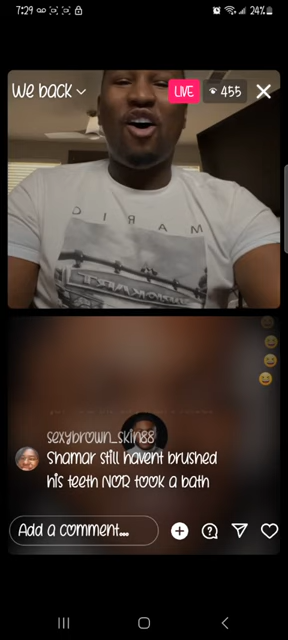 7:29
24%
We back
LIVE
455
MARIC
sexybrown_skin88
Shamar still havent brushed
his teeth NOR took a bath
Add a comment...